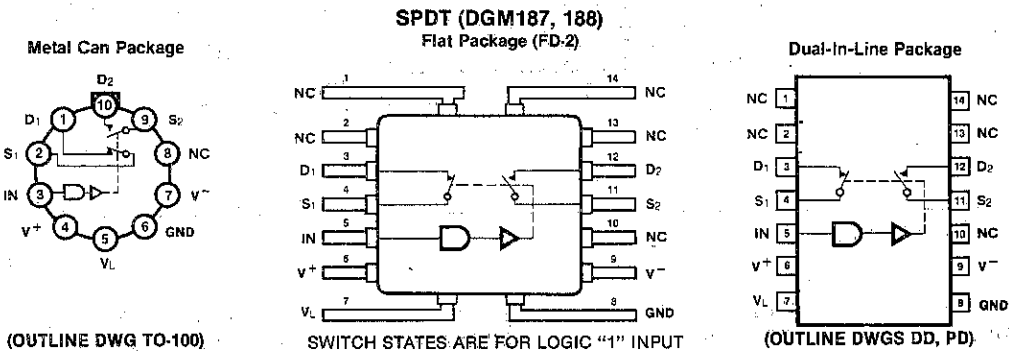 SPDT (DGM187, 188)
Metal Can Package
Flat Package (FD-2)
Dual-In-Line Package
D2
10
D1
1
9
S2
S1
2
8
NC
IN
3
7
V−
V+
4
5
6
GND
VL
(OUTLINE DWG TO-100)
1
14
NC
NC
2
13
NC
NC
3
12
D1
D2
4
11
S1
S2
5
10
IN
NC
6
9
V+
V−
7
8
VL
GND
SWITCH STATES ARE FOR LOGIC "1" INPUT
NC
1
14
NC
NC
2
13
NC
D1
3
12
D2
S1
4
11
S2
IN
5
10
NC
V+
6
9
V−
VL
7
8
GND
(OUTLINE DWGS DD, PD)